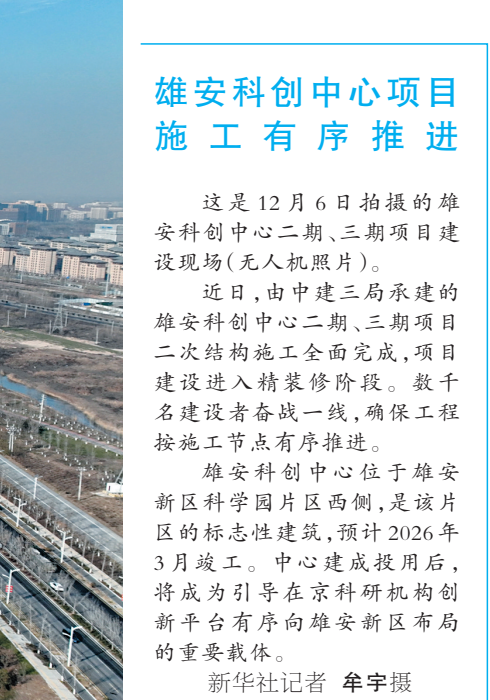 雄安科创中心项目
施工有序推进
这是12月6日拍摄的雄
安科创中心二期、三期项目建
设现场(无人机照片)。
近日,由中建三局承建的
雄安科创中心二期、三期项目
二次结构施工全面完成,项目
建设进入精装修阶段。数千
名建设者奋战一线,确保工程
按施工节点有序推进。
雄安科创中心位于雄安
新区科学园片区西侧,是该片
区的标志性建筑,预计2026年
3月竣工。中心建成投用后,
将成为引导在京科研机构创
新平台有序向雄安新区布局
的重要载体。
新华社记者 牟宇摄